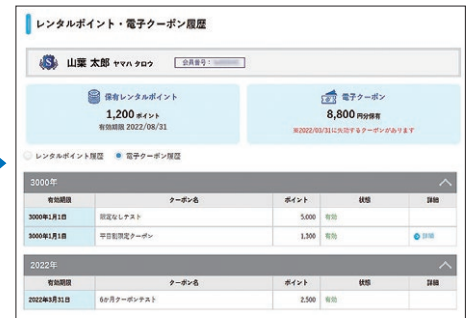 レンタルポイント・電子クーポン履歴
山葉 太郎 ヤマハ タロウ 会員番号:
保有レンタルポイント
1,200 ポイント
有効期限 2022/08/31
電子クーポン
8,800 円分保有
※2022/03/31に失効するクーポンがあります
レンタルポイント履歴 電子クーポン履歴
3000年
有効期限 クーポン名 ポイント 状態 詳細
3000年1月1日 限定なしテスト 5,000 有効
3000年1月1日 平日割限定クーポン 1,300 有効 詳細
2022年
有効期限 クーポン名 ポイント 状態 詳細
2022年3月31日 6か月クーポンテスト 2,500 有効